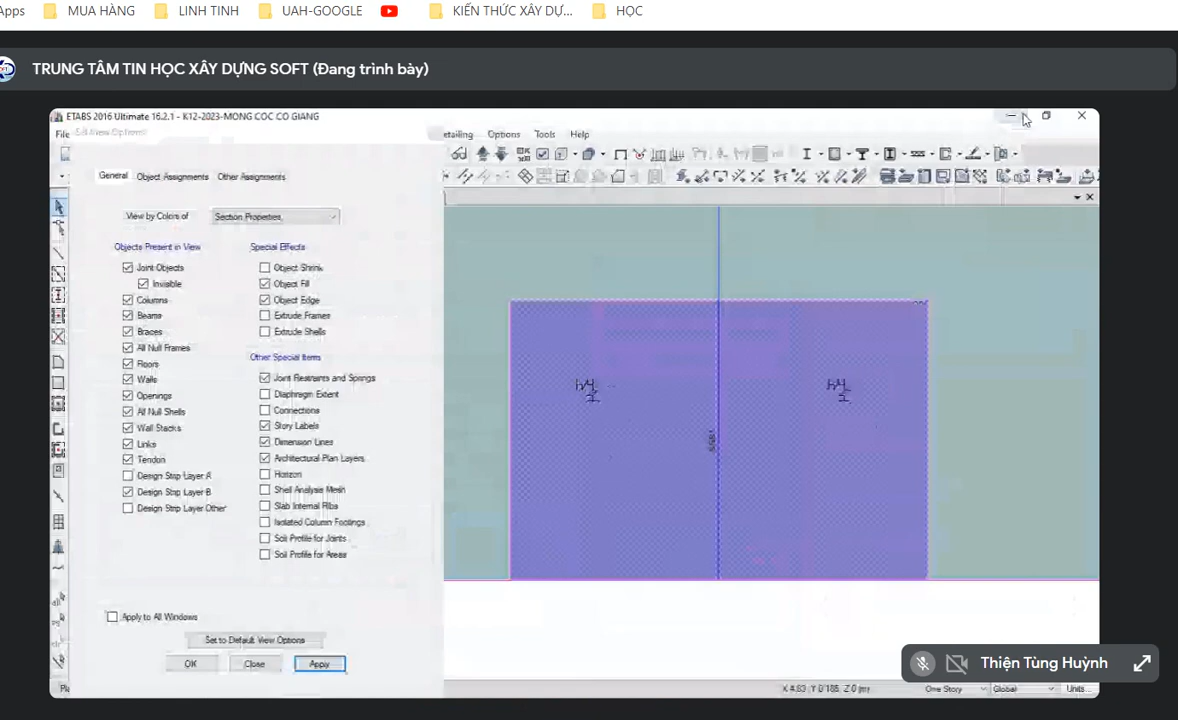 Apps MUA HÀNG LINH TINH UAH-GOOGLE KIẾN THỨC XÂY DỰ... HỌC
TRUNG TÂM TIN HỌC XÂY DỰNG SOFT (Đang trình bày)
ETABS 2016 Ultimate 16.2.1 - K12-2023-MONG COC CO GIANG
File
Set View Options
etailing Options Tools Help
General Object Assignments Other Assignments
View by Colors of Section Properties
Objects Present in View
Joint Objects
Invisible
Columns
Beams
Braces
All Null Frames
Floors
Walls
Openings
All Null Shells
Wall Stacks
Links
Tendon
Design Strip Layer A
Design Strip Layer B
Design Strip Layer Other
Special Effects
Object Shrink
Object Fill
Object Edge
Extrude Frames
Extrude Shells
Other Special Items
Joint Restraints and Springs
Diaphragm Extent
Connections
Story Labels
Dimension Lines
Architectural Plan Layers
Horizon
Shell Analysis Mesh
Slab Internal Ribs
Isolated Column Footings
Soil Profile for Joints
Soil Profile for Areas
Apply to All Windows
Set to Default View Options
OK Close Apply
Thiện Tùng Huỳnh
One Story Global Units...